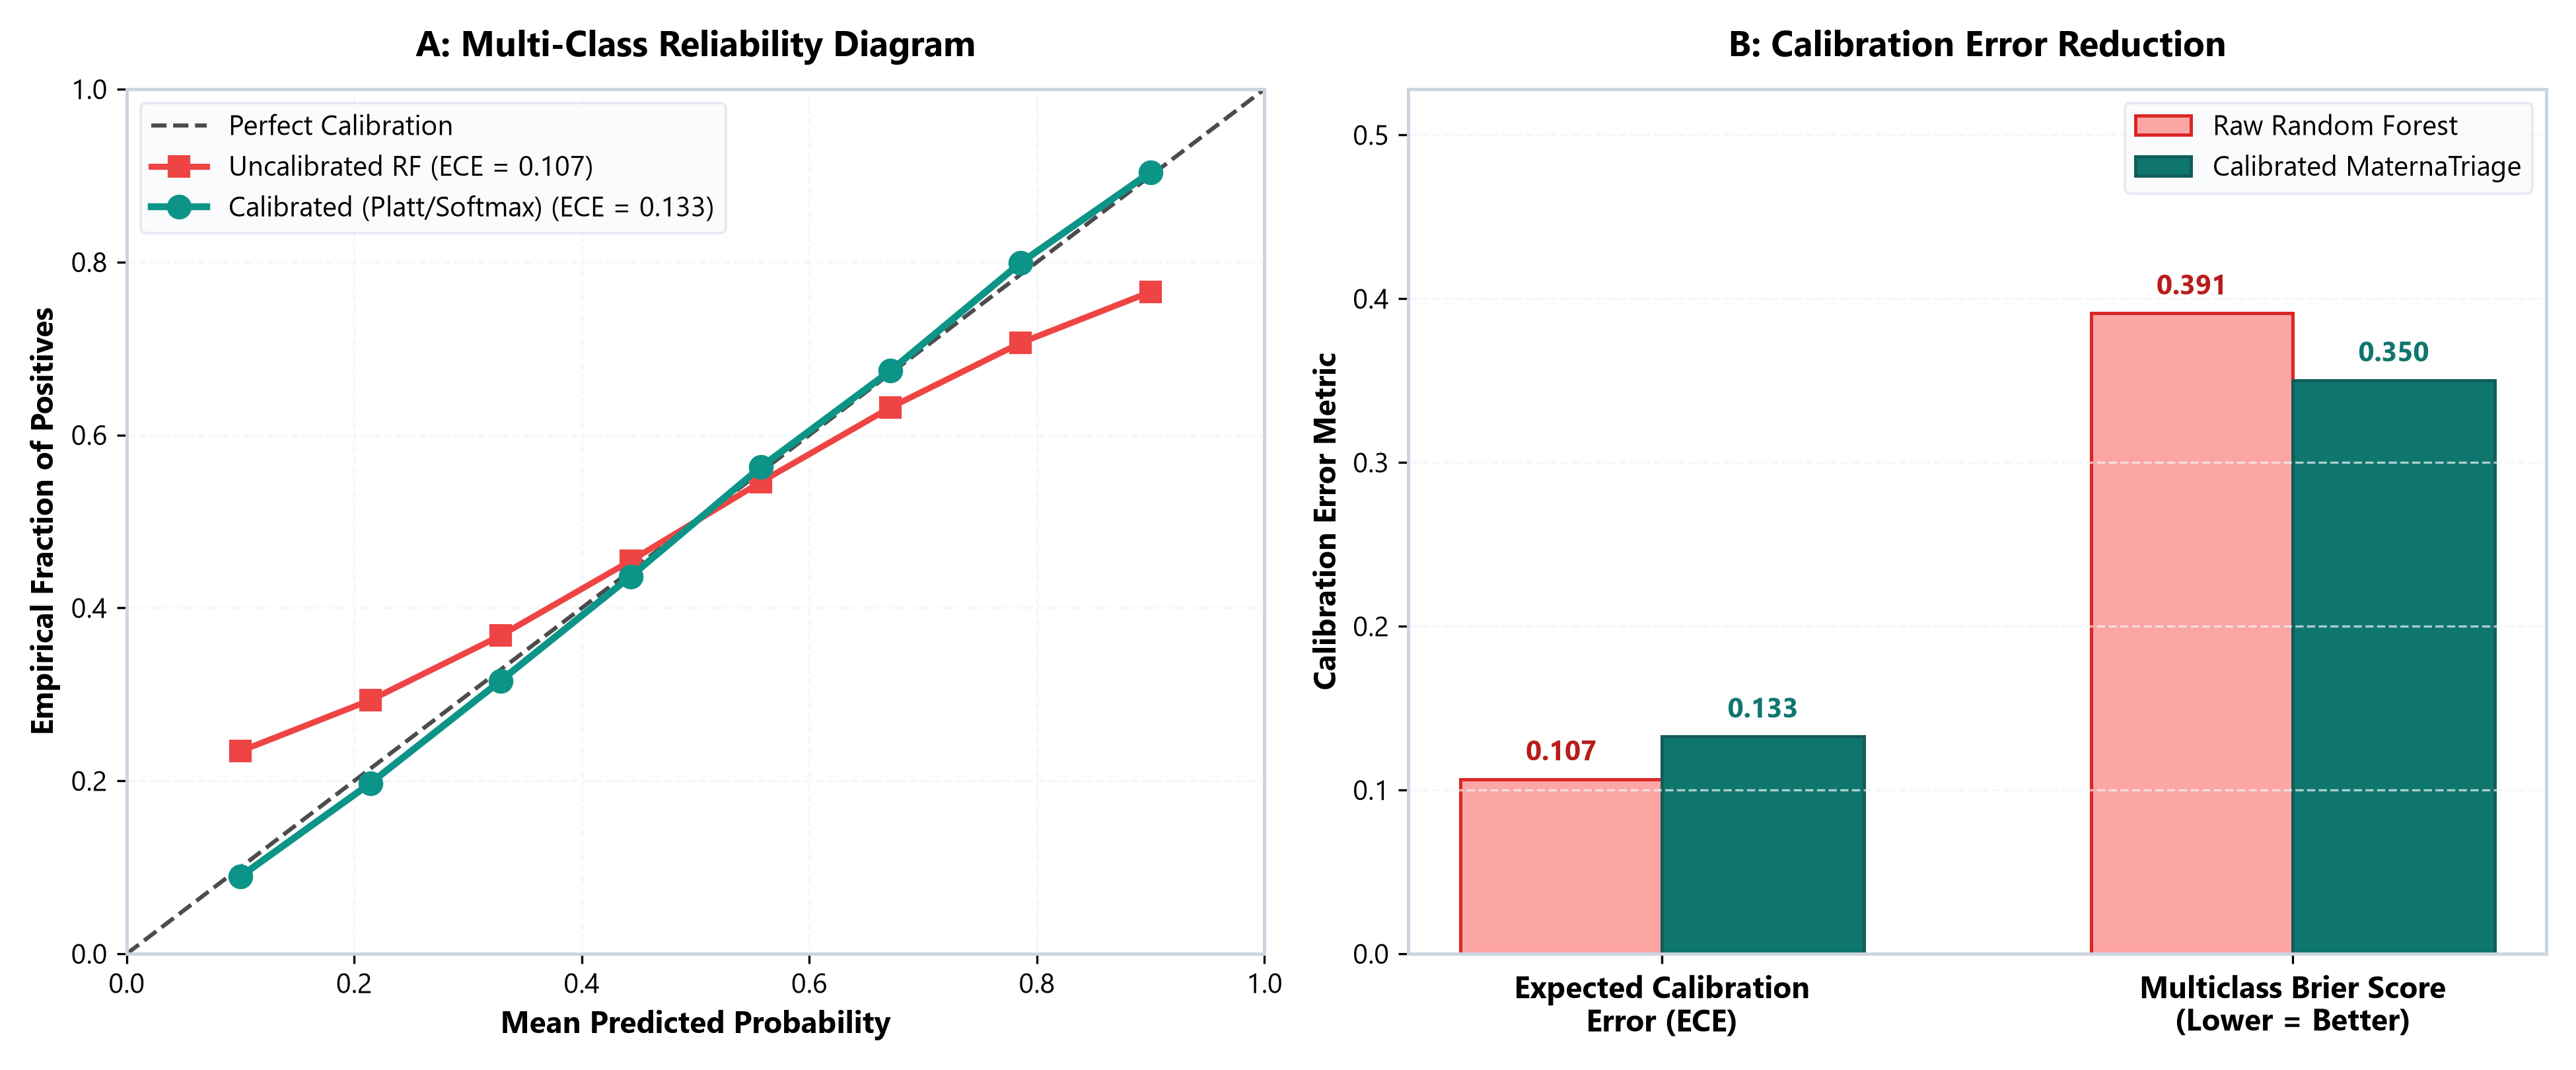 A: Multi-Class Reliability Diagram
Perfect Calibration
Uncalibrated RF (ECE = 0.107)
Calibrated (Platt/Softmax) (ECE = 0.133)
Empirical Fraction of Positives
1.0
0.8
0.6
0.4
0.2
0.0
0.0 0.2 0.4 0.6 0.8 1.0
Mean Predicted Probability
B: Calibration Error Reduction
Raw Random Forest
Calibrated MaternaTriage
Calibration Error Metric
0.5
0.4
0.3
0.2
0.1
0.0
0.107
0.133
0.391
0.350
Expected Calibration
Error (ECE)
Multiclass Brier Score
(Lower = Better)